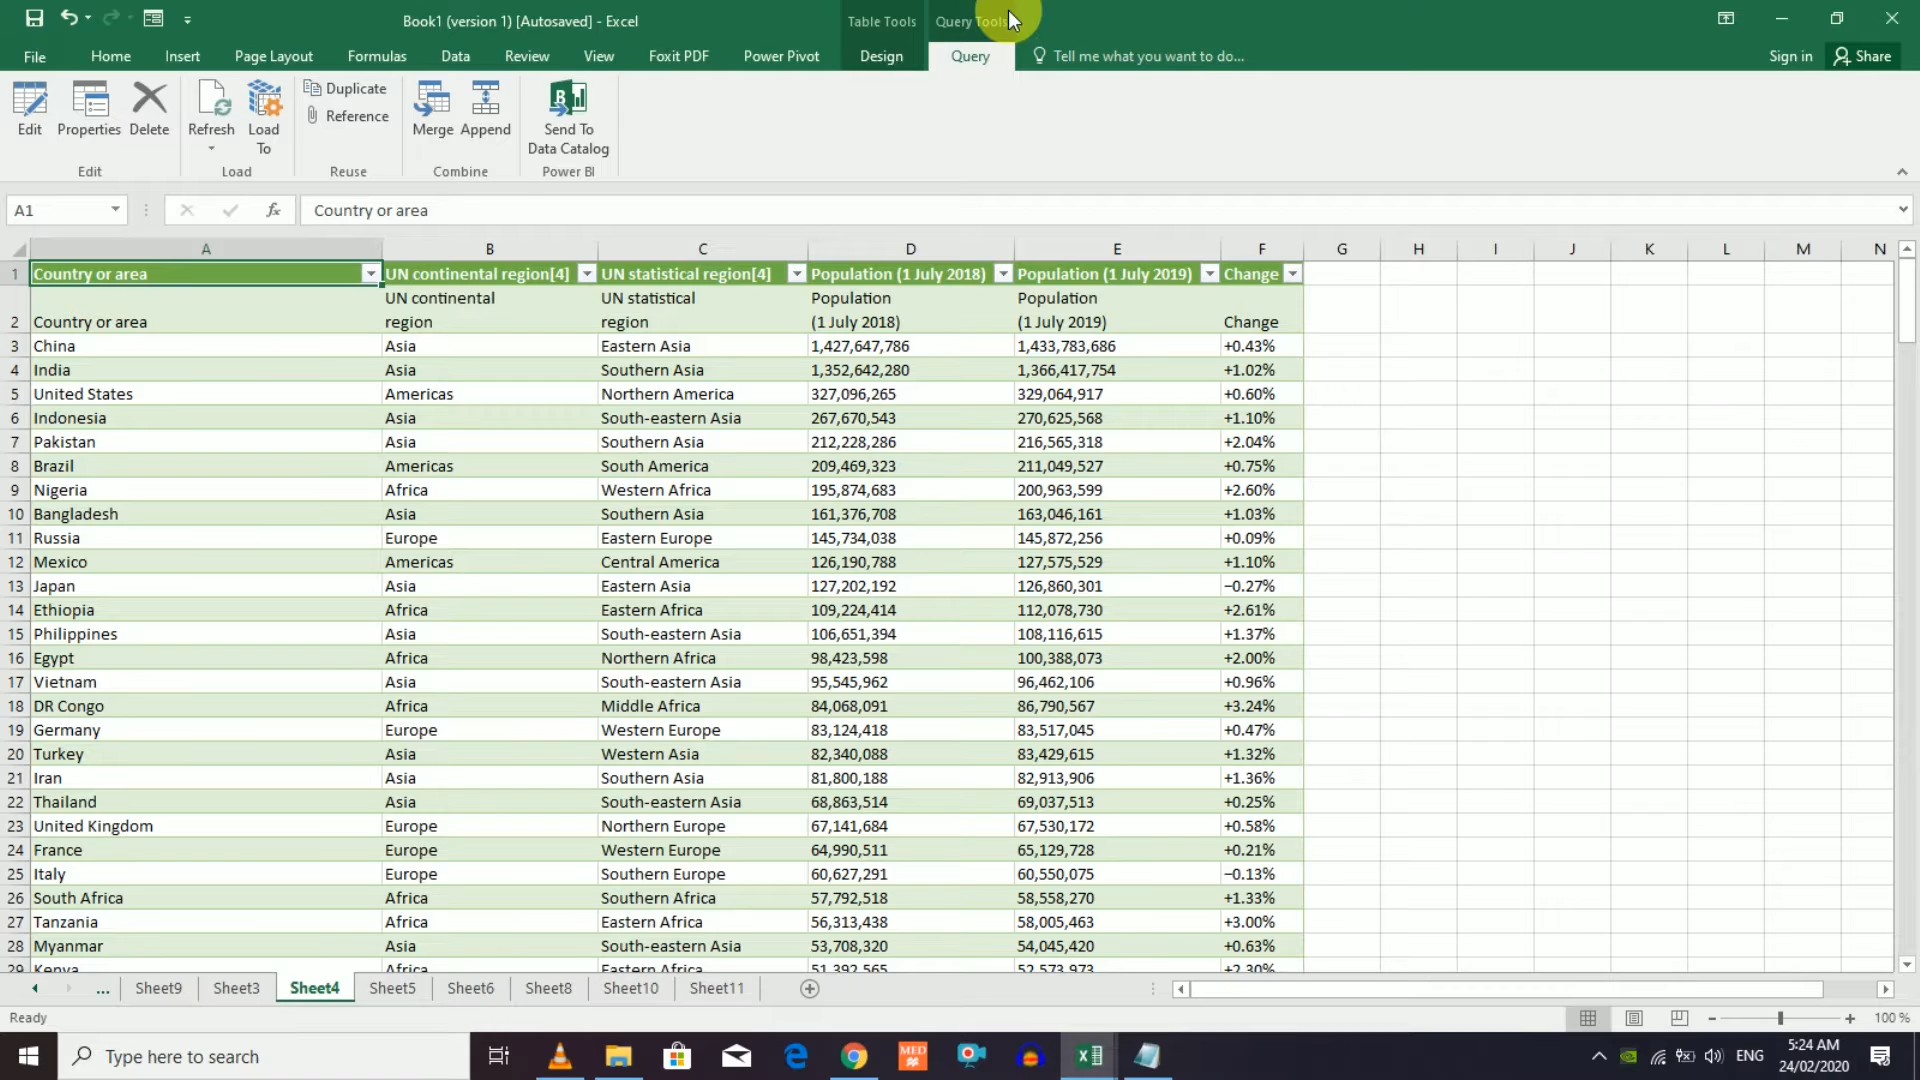 Book1 (version 1) [Autosaved] - Excel
Table Tools
Query Tools
File
Home
Insert
Page Layout
Formulas
Data
Review
View
Foxit PDF
Power Pivot
Design
Query
Tell me what you want to do...
Sign in
Share
Edit
Properties
Delete
Refresh
Load To
Duplicate
Reference
Merge
Append
Send To
Data Catalog
Edit
Load
Reuse
Combine
Power BI
A1
fx
Country or area
A B C D E F G H I J K L M N
1 Country or area UN continental region[4] UN statistical region[4] Population (1 July 2018) Population (1 July 2019) Change
UN continental UN statistical Population Population
2 Country or area region region (1 July 2018) (1 July 2019) Change
3 China Asia Eastern Asia 1,427,647,786 1,433,783,686 +0.43%
4 India Asia Southern Asia 1,352,642,280 1,366,417,754 +1.02%
5 United States Americas Northern America 327,096,265 329,064,917 +0.60%
6 Indonesia Asia South-eastern Asia 267,670,543 270,625,568 +1.10%
7 Pakistan Asia Southern Asia 212,228,286 216,565,318 +2.04%
8 Brazil Americas South America 209,469,323 211,049,527 +0.75%
9 Nigeria Africa Western Africa 195,874,683 200,963,599 +2.60%
10 Bangladesh Asia Southern Asia 161,376,708 163,046,161 +1.03%
11 Russia Europe Eastern Europe 145,734,038 145,872,256 +0.09%
12 Mexico Americas Central America 126,190,788 127,575,529 +1.10%
13 Japan Asia Eastern Asia 127,202,192 126,860,301 −0.27%
14 Ethiopia Africa Eastern Africa 109,224,414 112,078,730 +2.61%
15 Philippines Asia South-eastern Asia 106,651,394 108,116,615 +1.37%
16 Egypt Africa Northern Africa 98,423,598 100,388,073 +2.00%
17 Vietnam Asia South-eastern Asia 95,545,962 96,462,106 +0.96%
18 DR Congo Africa Middle Africa 84,068,091 86,790,567 +3.24%
19 Germany Europe Western Europe 83,124,418 83,517,045 +0.47%
20 Turkey Asia Western Asia 82,340,088 83,429,615 +1.32%
21 Iran Asia Southern Asia 81,800,188 82,913,906 +1.36%
22 Thailand Asia South-eastern Asia 68,863,514 69,037,513 +0.25%
23 United Kingdom Europe Northern Europe 67,141,684 67,530,172 +0.58%
24 France Europe Western Europe 64,990,511 65,129,728 +0.21%
25 Italy Europe Southern Europe 60,627,291 60,550,075 −0.13%
26 South Africa Africa Southern Africa 57,792,518 58,558,270 +1.33%
27 Tanzania Africa Eastern Africa 56,313,438 58,005,463 +3.00%
28 Myanmar Asia South-eastern Asia 53,708,320 54,045,420 +0.63%
29 Kenya Africa Eastern Africa 51,392,565 52,573,973 +2.30%
... Sheet9 Sheet3 Sheet4 Sheet5 Sheet6 Sheet8 Sheet10 Sheet11
Ready
100 %
Type here to search
MED
ENG
5:24 AM
24/02/2020